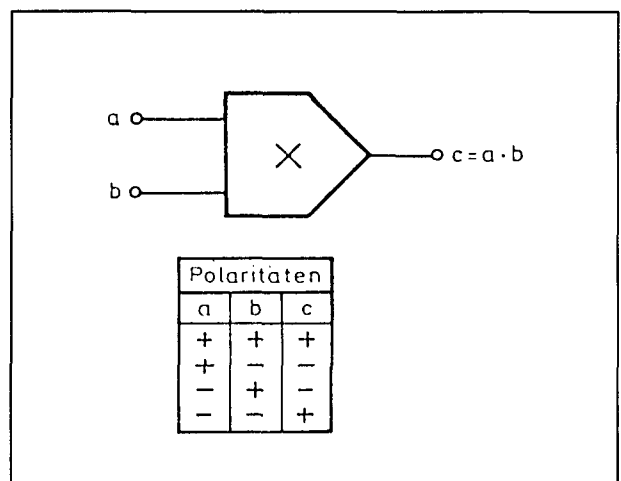 a
b
×
c = a · b
Polaritäten
a b c
+ + +
+ − −
− + −
− − +